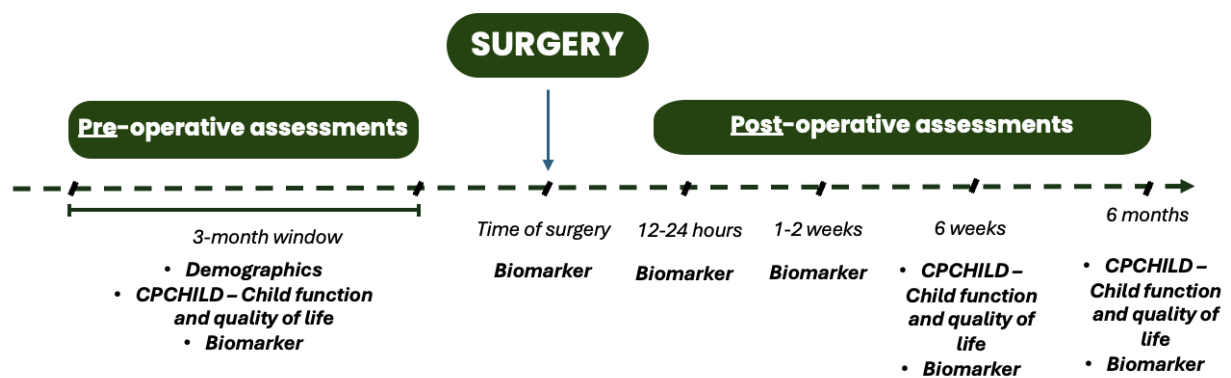 SURGERY
Pre-operative assessments
Post-operative assessments
3-month window
• Demographics
• CPCHILD – Child function
and quality of life
• Biomarker
Time of surgery
Biomarker
12-24 hours
Biomarker
1-2 weeks
Biomarker
6 weeks
• CPCHILD –
Child function
and quality of
life
• Biomarker
6 months
• CPCHILD –
Child function
and quality of
life
• Biomarker